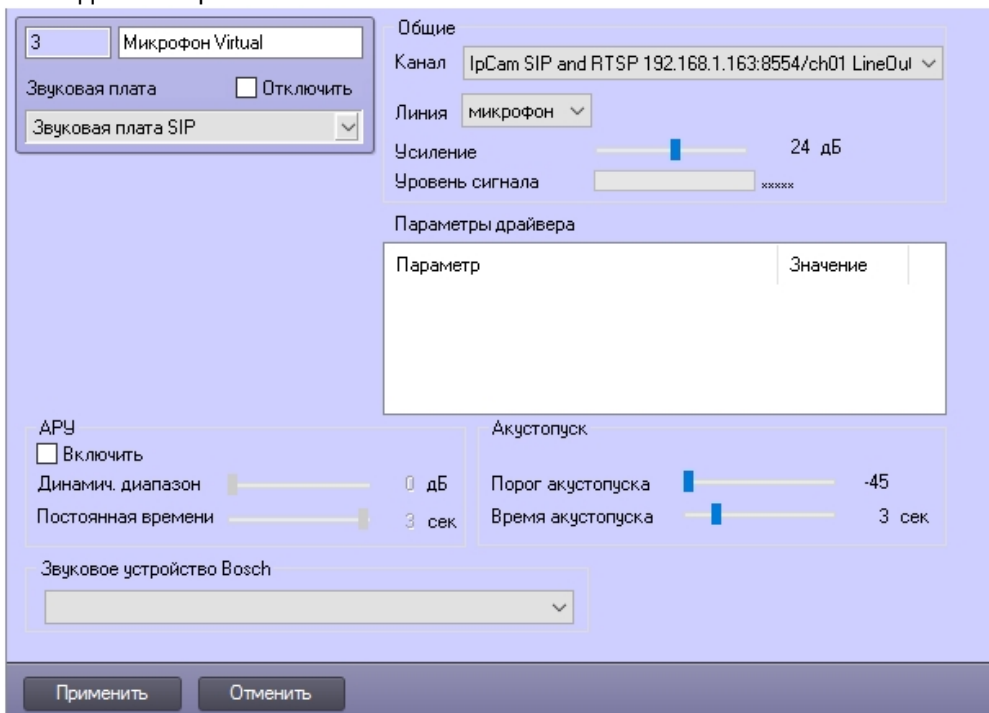 3 Микрофон Virtual
Звуковая плата Отключить
Звуковая плата SIP
Общие
Канал IpCam SIP and RTSP 192.168.1.163:8554/ch01 LineOut
Линия микрофон
Усиление 24 дБ
Уровень сигнала xxxxx
Параметры драйвера
Параметр Значение
АРУ
Включить
Динамич. диапазон 0 дБ
Постоянная времени 3 сек
Акустопуск
Порог акустопуска -45
Время акустопуска 3 сек
Звуковое устройство Bosch
Применить Отменить